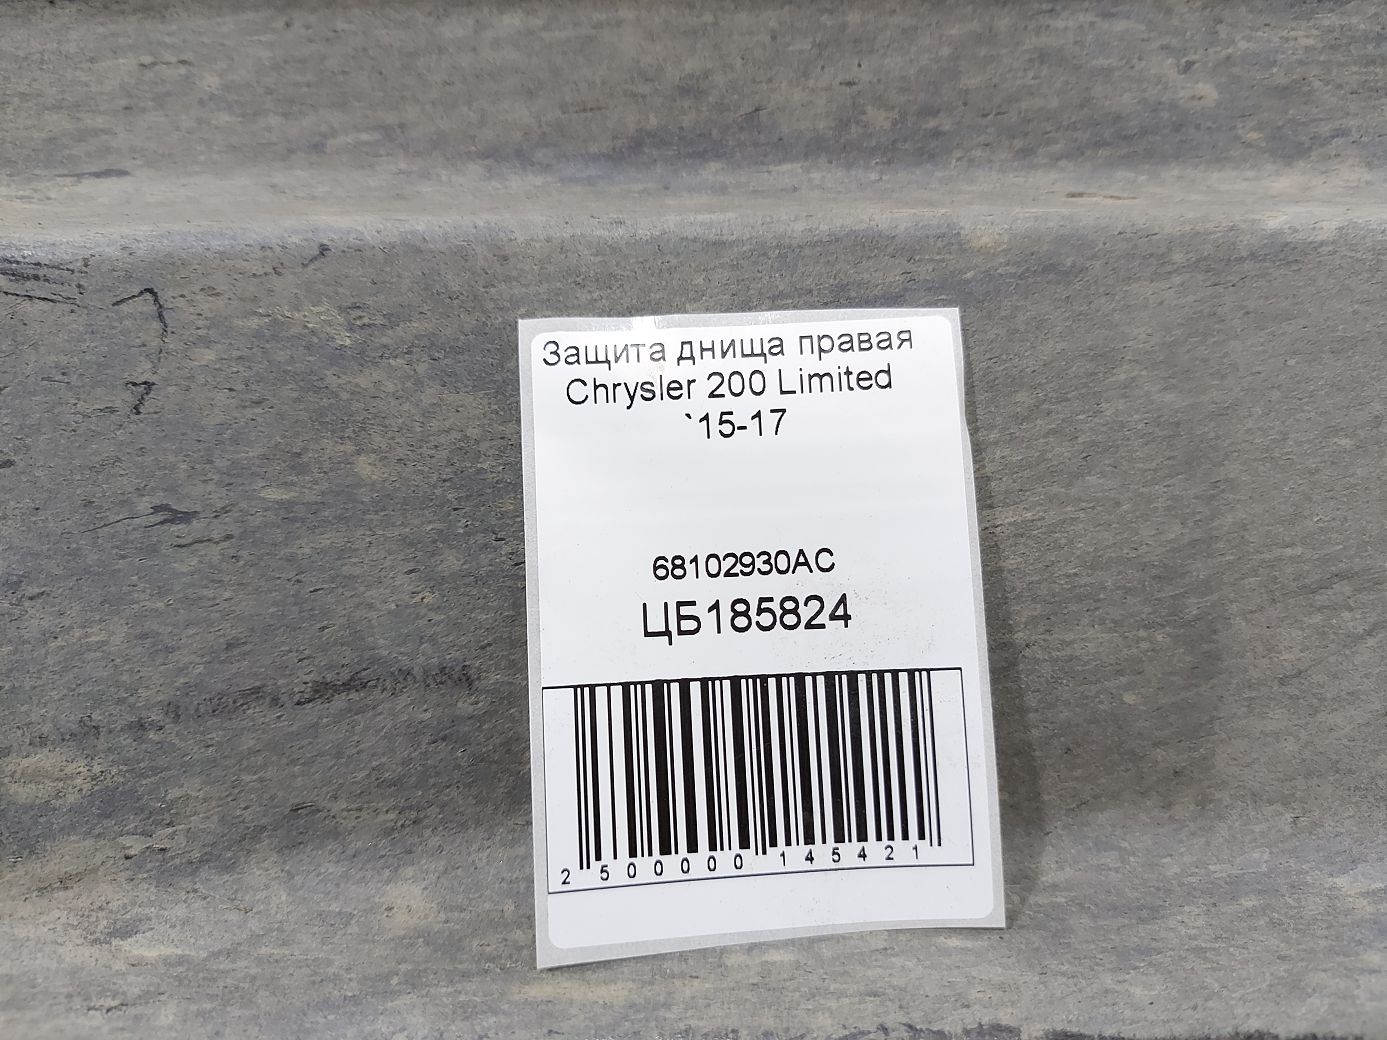 Защита днища правая
Chrysler 200 Limited
`15-17
68102930AC
ЦБ185824
2 500000 145421